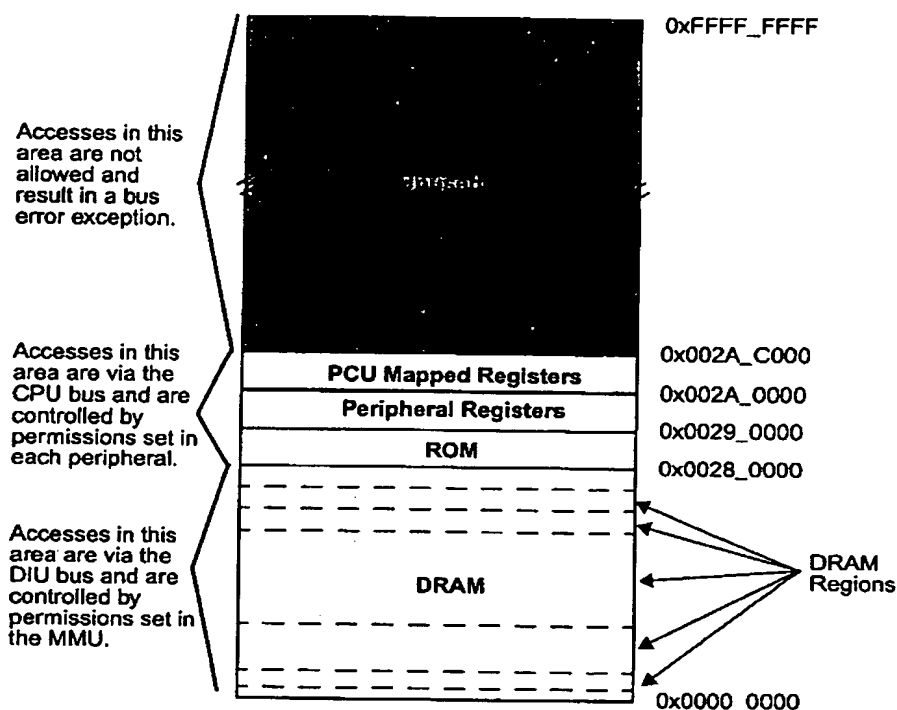 0xFFFF_FFFF
Accesses in this
area are not
allowed and
result in a bus
error exception.
0x002A_C000
Accesses in this
area are via the
CPU bus and are
controlled by
permissions set in
each peripheral.
PCU Mapped Registers
0x002A_0000
Peripheral Registers
0x0029_0000
ROM
0x0028_0000
Accesses in this
area are via the
DIU bus and are
controlled by
permissions set in
the MMU.
DRAM
DRAM
Regions
0x0000_0000